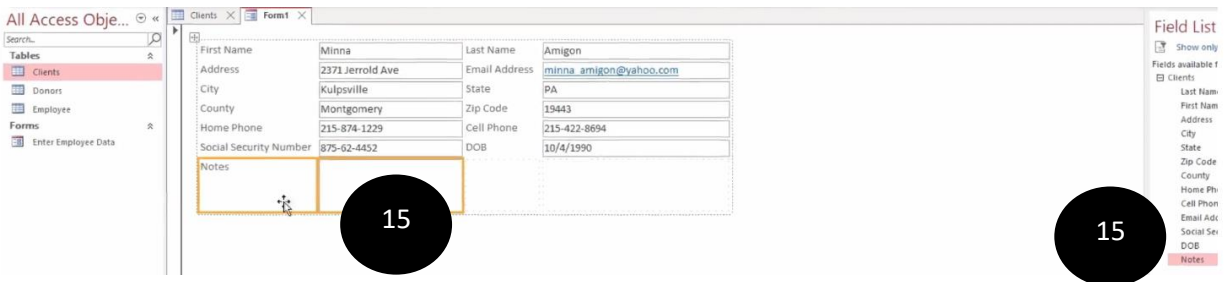 All Access Obje...
Search...
Tables
Clients
Donors
Employee
Forms
Enter Employee Data
Clients
Form1
First Name Minna Last Name Amigon
Address 2371 Jerrold Ave Email Address minna_amigon@yahoo.com
City Kulpsville State PA
County Montgomery Zip Code 19443
Home Phone 215-874-1229 Cell Phone 215-422-8694
Social Security Number 875-62-4452 DOB 10/4/1990
Notes
15
Field List
Show only
Fields available f
Clients
Last Name
First Nam
Address
City
State
Zip Code
County
Home Pho
Cell Phon
Email Add
Social Sec
DOB
Notes
15